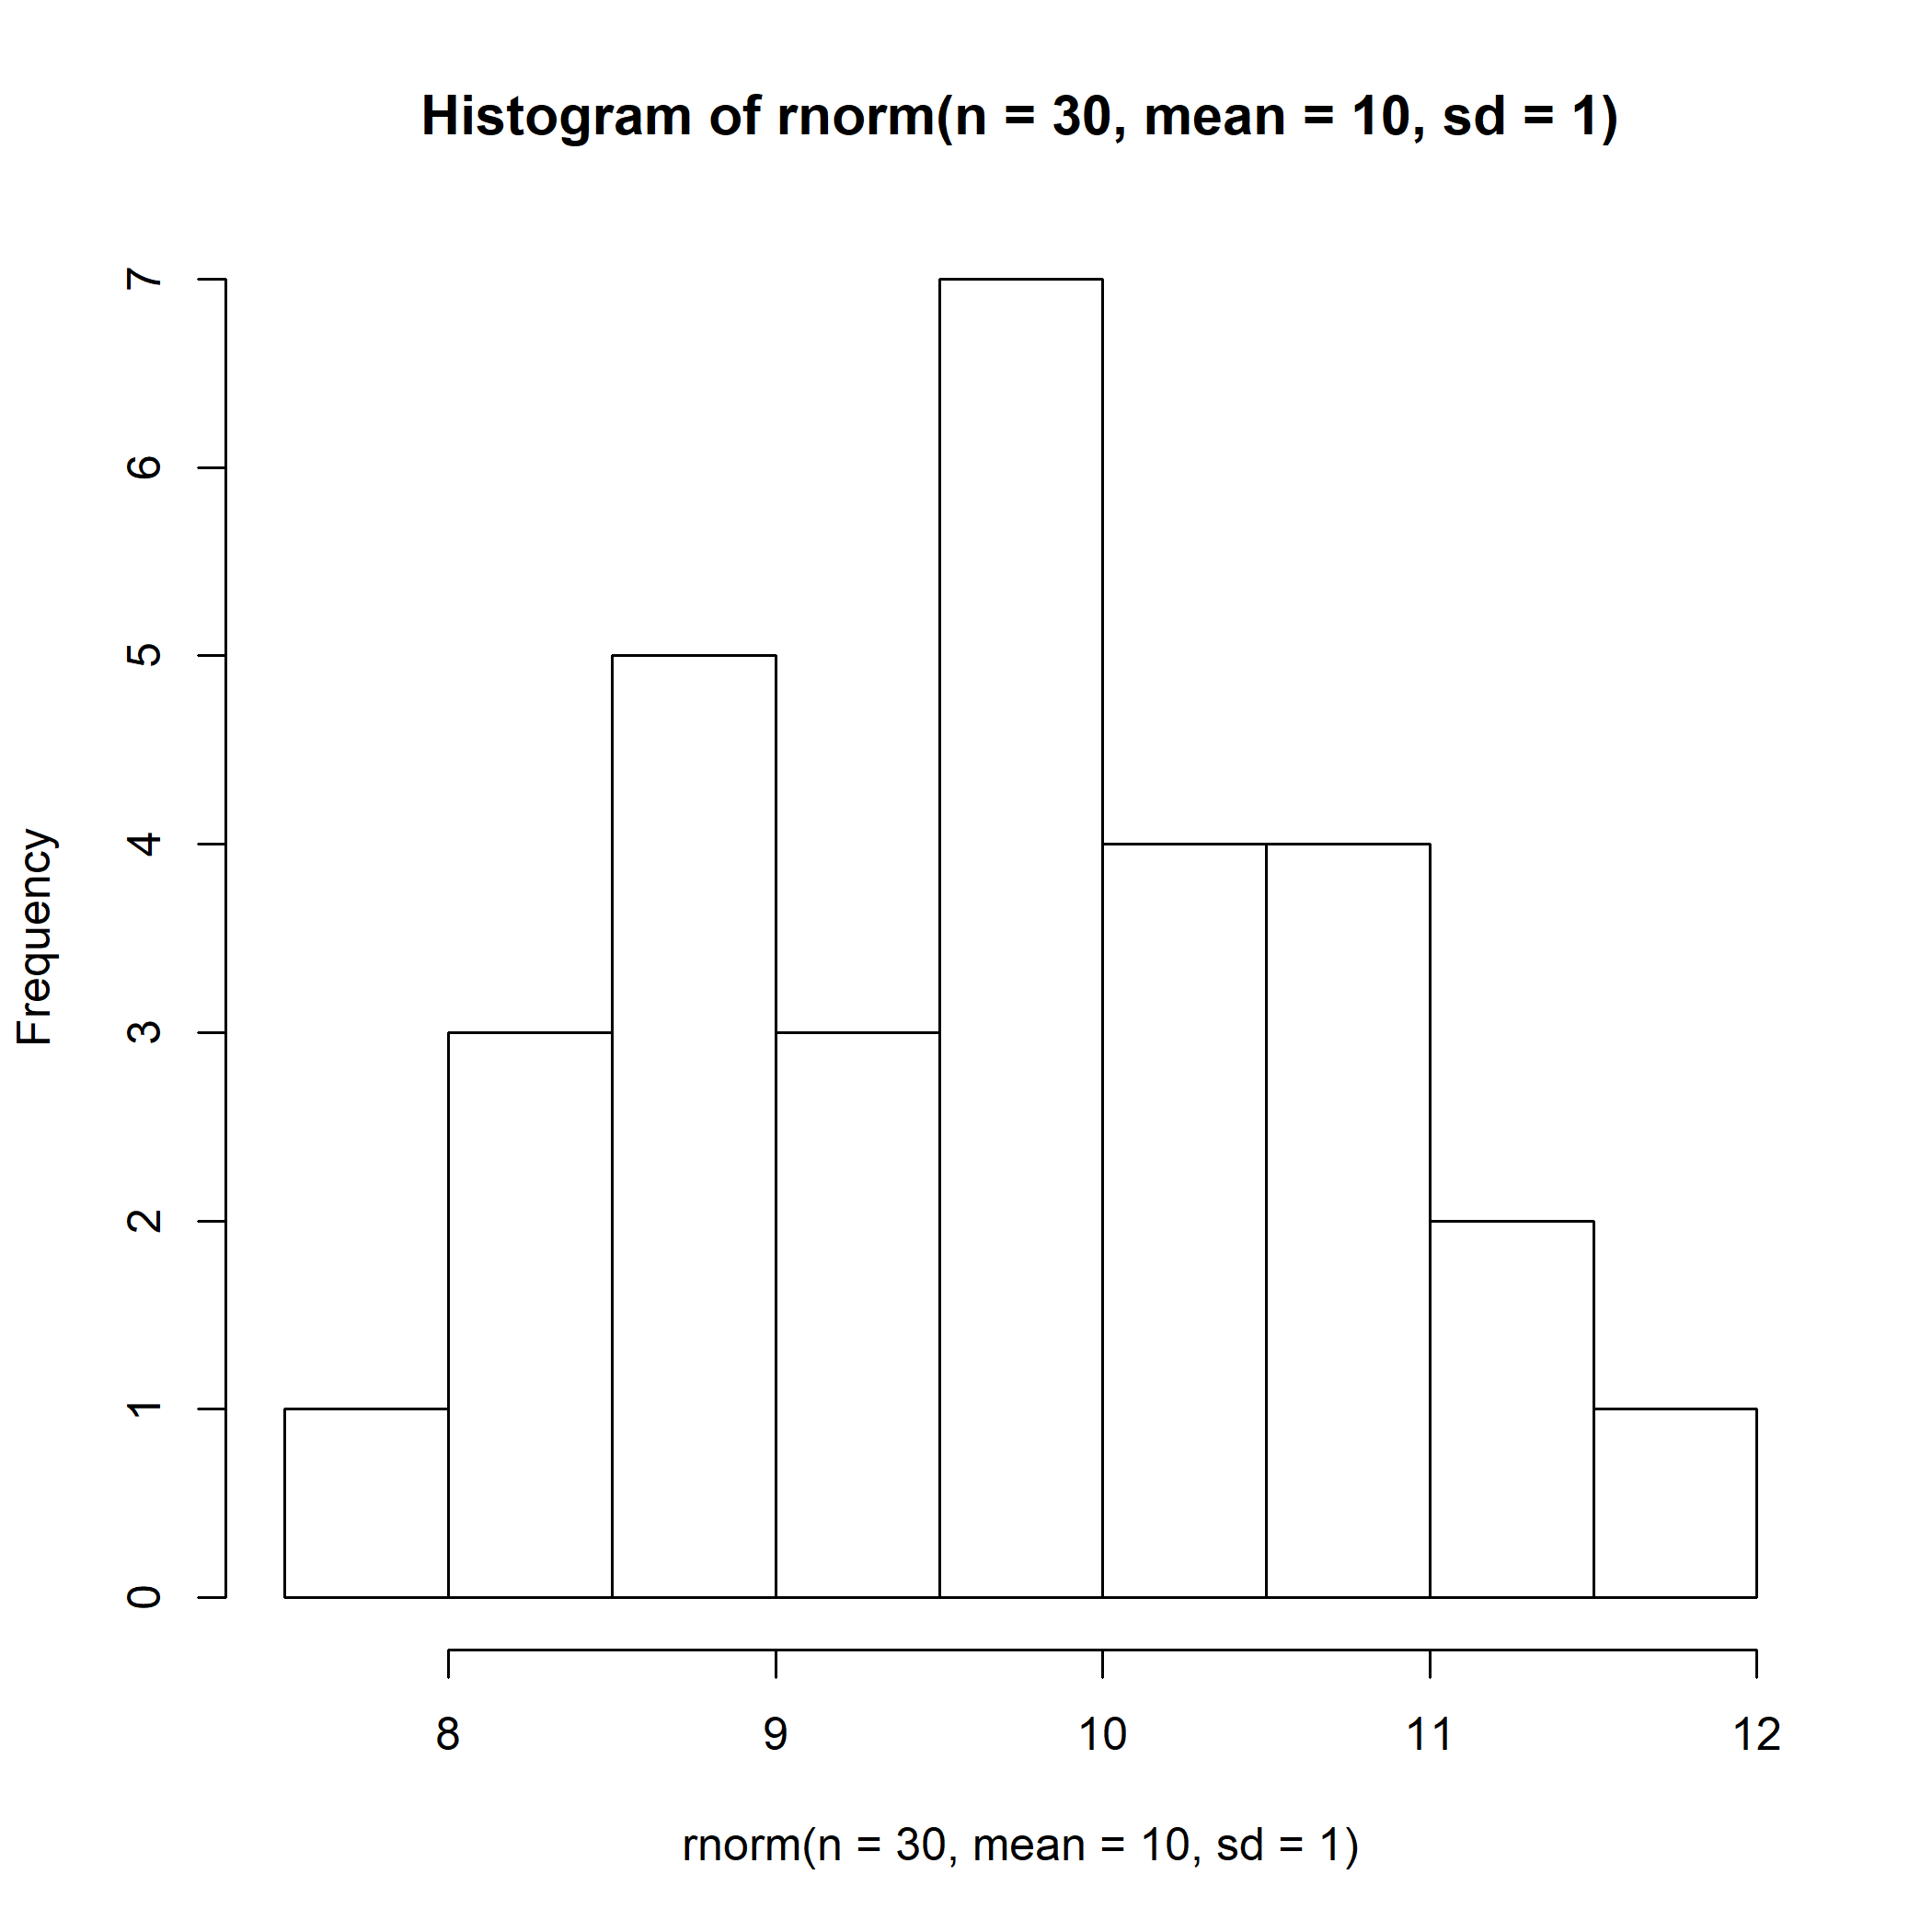 Histogram of rnorm(n = 30, mean = 10, sd = 1)
Frequency
7
6
5
4
3
2
1
0
8 9 10 11 12
rnorm(n = 30, mean = 10, sd = 1)